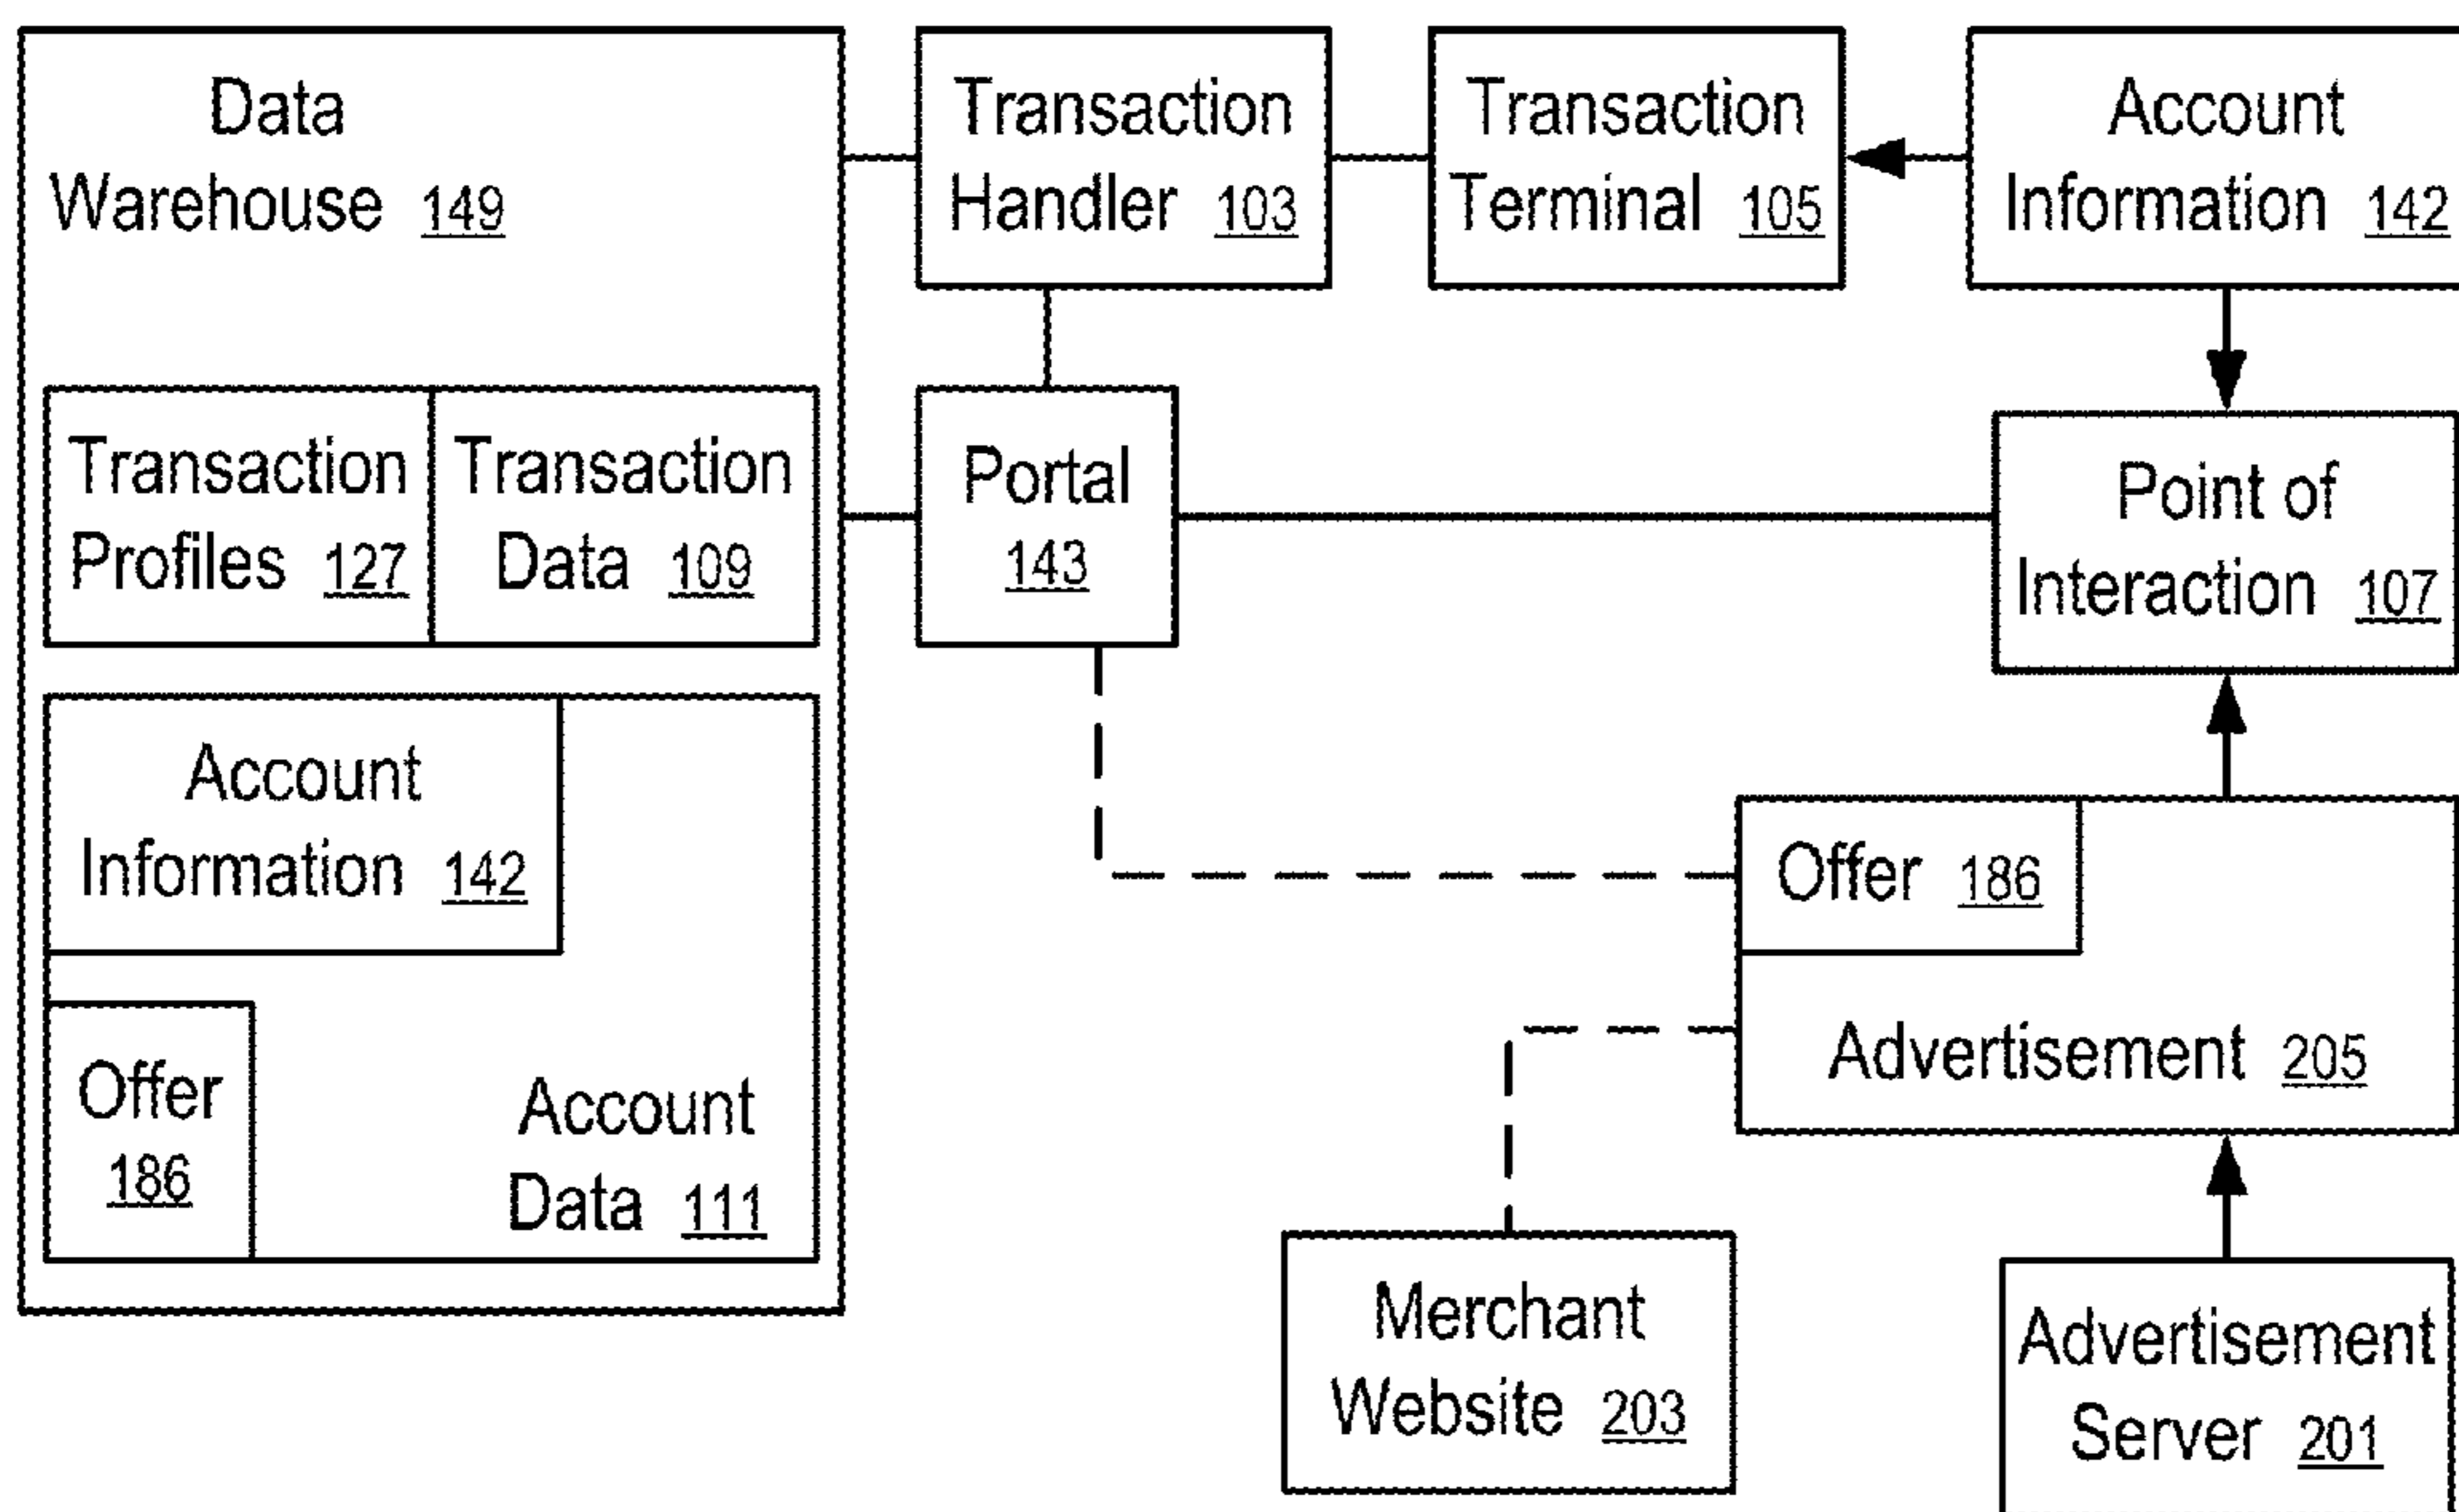 Data
Warehouse 149
Transaction
Handler 103
Transaction
Terminal 105
Account
Information 142
Transaction
Profiles 127
Transaction
Data 109
Portal
143
Point of
Interaction 107
Account
Information 142
Offer 186
Advertisement 205
Offer
186
Account
Data 111
Merchant
Website 203
Advertisement
Server 201